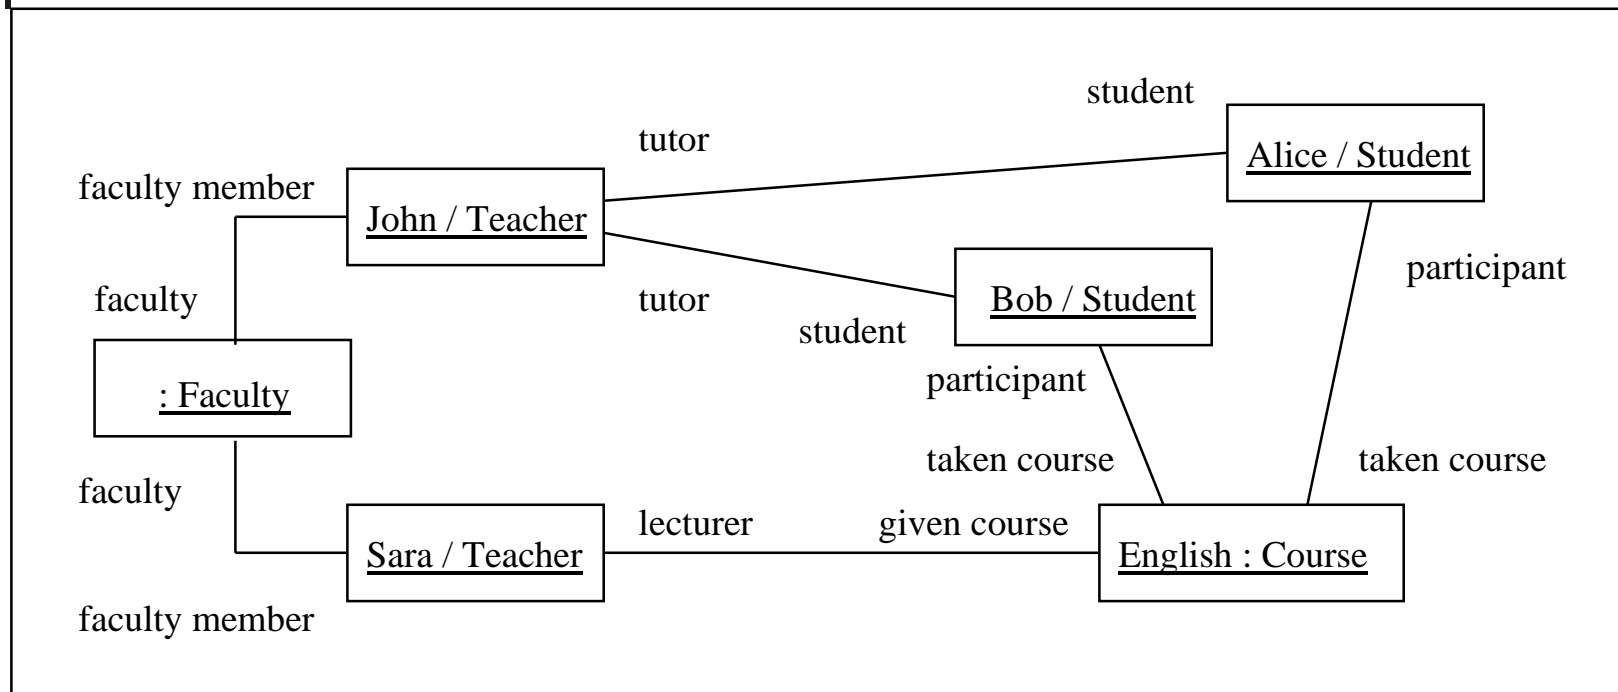 student
tutor
Alice / Student
faculty member
John / Teacher
participant
faculty
tutor
Bob / Student
student
participant
: Faculty
taken course
taken course
faculty
lecturer
given course
Sara / Teacher
English : Course
faculty member